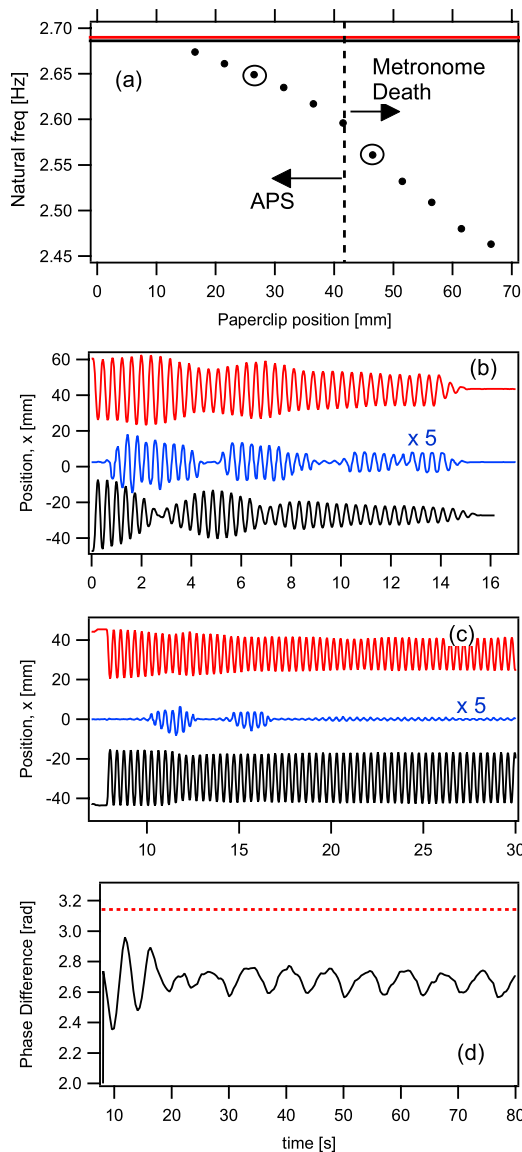 2.70
2.65
2.60
2.55
2.50
2.45
Natural freq [Hz]
(a)
Metronome
Death
APS
0 10 20 30 40 50 60 70
Paperclip position [mm]
60
40
20
0
-20
-40
Position, x [mm]
(b)
x 5
0 2 4 6 8 10 12 14 16
40
20
0
-20
-40
Position, x [mm]
(c)
x 5
10 15 20 25 30
3.2
3.0
2.8
2.6
2.4
2.2
2.0
Phase Difference [rad]
(d)
10 20 30 40 50 60 70 80
time [s]